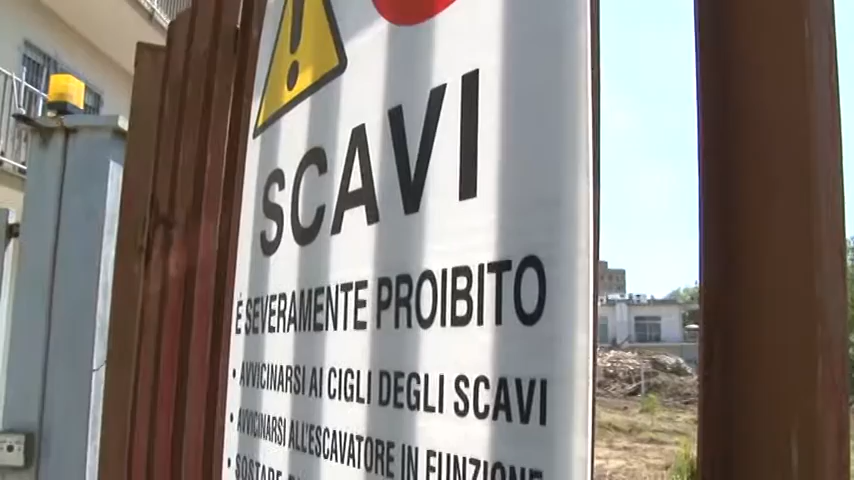 SCAVI
È SEVERAMENTE PROIBITO
• AVVICINARSI AI CIGLI DEGLI SCAVI
• AVVICINARSI ALL'ESCAVATORE IN FUNZIONE
• SOSTARE